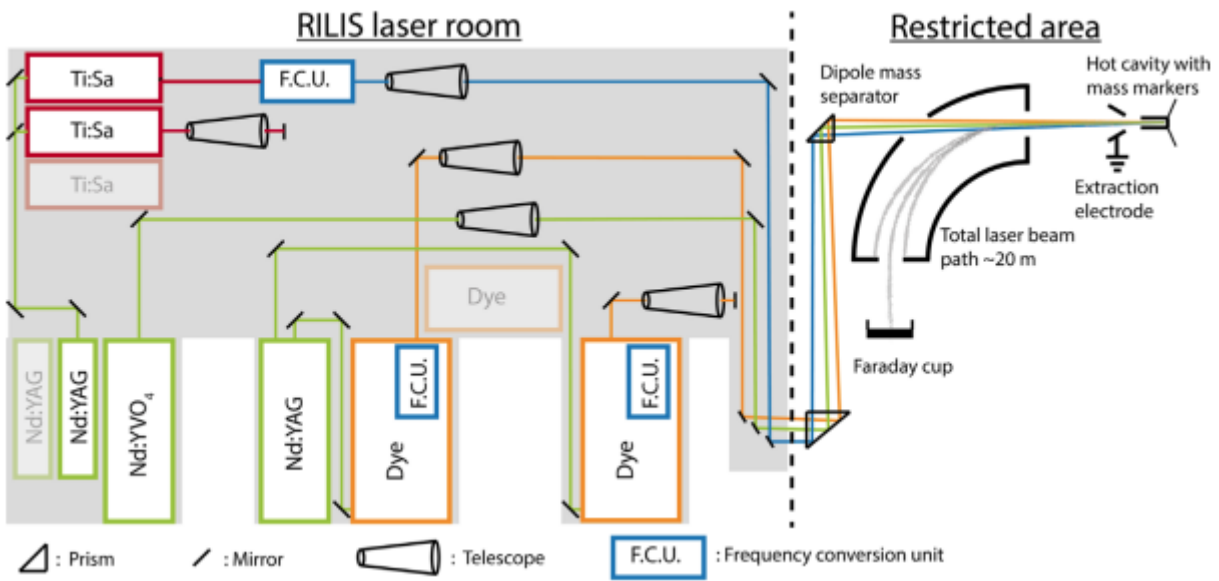 RILIS laser room
Restricted area
Ti:Sa
F.C.U.
Ti:Sa
Ti:Sa
Dye
Nd:YAG
Nd:YAG
Nd:YVO4
Nd:YAG
Dye
F.C.U.
Dye
F.C.U.
Dipole mass
separator
Hot cavity with
mass markers
Extraction
electrode
Total laser beam
path ~20 m
Faraday cup
: Prism
: Mirror
: Telescope
F.C.U.
: Frequency conversion unit